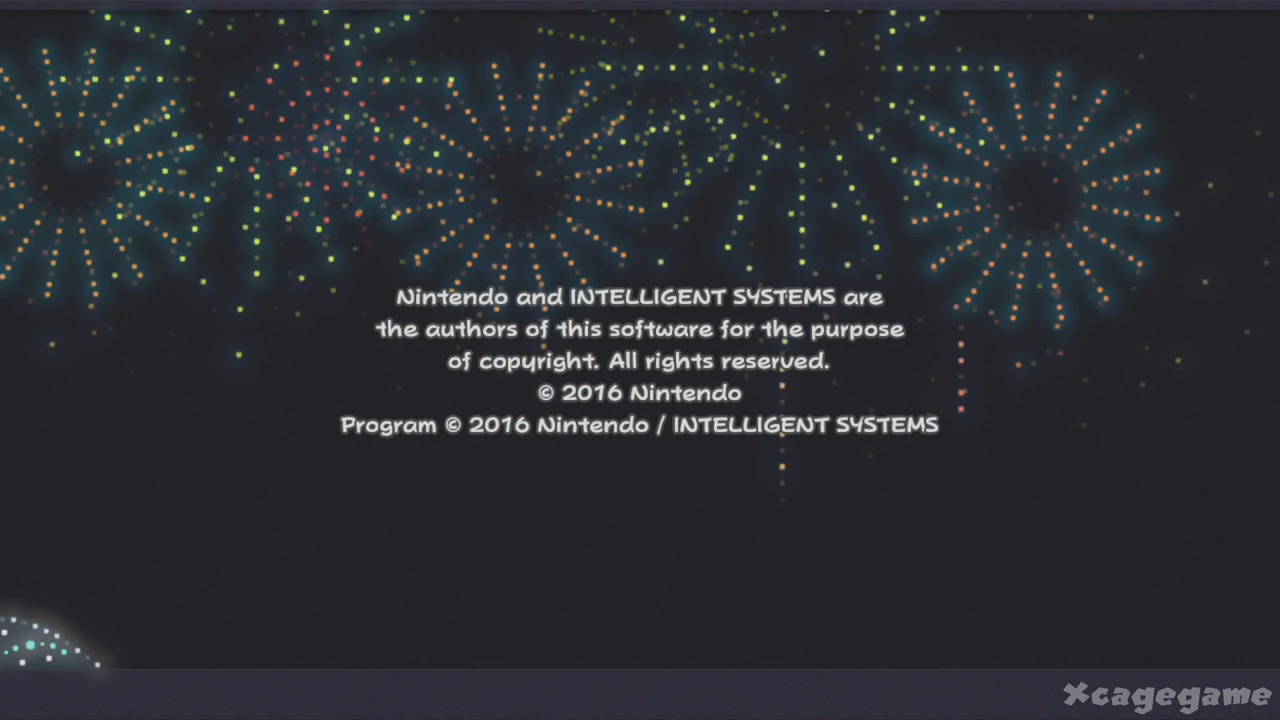 Nintendo and INTELLIGENT SYSTEMS are
the authors of this software for the purpose
of copyright. All rights reserved.
© 2016 Nintendo
Program © 2016 Nintendo / INTELLIGENT SYSTEMS
Xcagegame